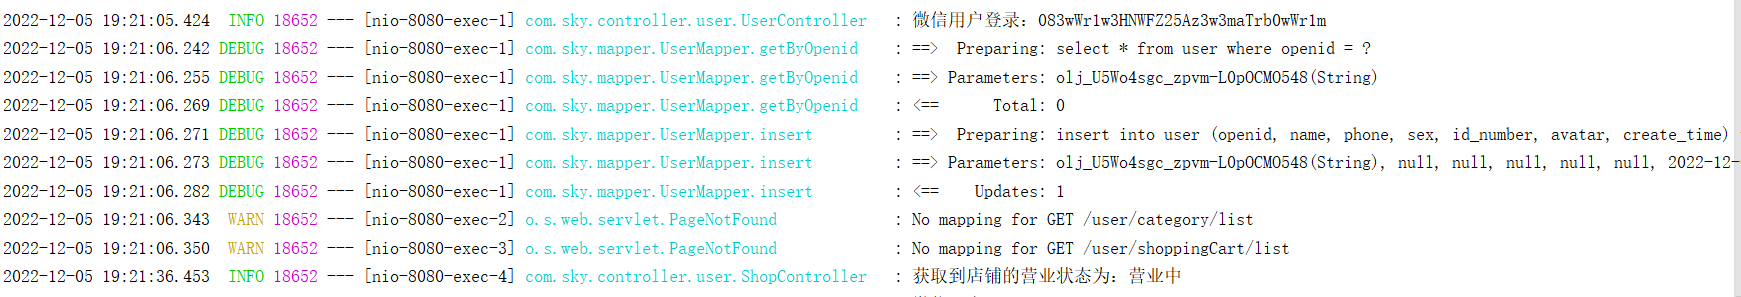 2022-12-05 19:21:05.424  INFO 18652 --- [nio-8080-exec-1] com.sky.controller.user.UserController   : 微信用户登录：083wWr1w3HNWFZ25Az3w3maTrb0wWr1m
2022-12-05 19:21:06.242 DEBUG 18652 --- [nio-8080-exec-1] com.sky.mapper.UserMapper.getByOpenid    : ==>  Preparing: select * from user where openid = ?
2022-12-05 19:21:06.255 DEBUG 18652 --- [nio-8080-exec-1] com.sky.mapper.UserMapper.getByOpenid    : ==> Parameters: olj_U5Wo4sgc_zpvm-L0pOCMO548(String)
2022-12-05 19:21:06.269 DEBUG 18652 --- [nio-8080-exec-1] com.sky.mapper.UserMapper.getByOpenid    : <==      Total: 0
2022-12-05 19:21:06.271 DEBUG 18652 --- [nio-8080-exec-1] com.sky.mapper.UserMapper.insert         : ==>  Preparing: insert into user (openid, name, phone, sex, id_number, avatar, create_time)
2022-12-05 19:21:06.273 DEBUG 18652 --- [nio-8080-exec-1] com.sky.mapper.UserMapper.insert         : ==> Parameters: olj_U5Wo4sgc_zpvm-L0pOCMO548(String), null, null, null, null, null, 2022-12-
2022-12-05 19:21:06.282 DEBUG 18652 --- [nio-8080-exec-1] com.sky.mapper.UserMapper.insert         : <==    Updates: 1
2022-12-05 19:21:06.343  WARN 18652 --- [nio-8080-exec-2] o.s.web.servlet.PageNotFound             : No mapping for GET /user/category/list
2022-12-05 19:21:06.350  WARN 18652 --- [nio-8080-exec-3] o.s.web.servlet.PageNotFound             : No mapping for GET /user/shoppingCart/list
2022-12-05 19:21:36.453  INFO 18652 --- [nio-8080-exec-4] com.sky.controller.user.ShopController   : 获取到店铺的营业状态为：营业中